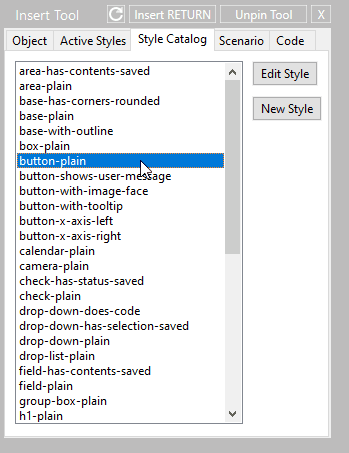 Insert Tool Insert RETURN Unpin Tool X
Object Active Styles Style Catalog Scenario Code
area-has-contents-saved
area-plain
base-has-corners-rounded
base-plain
base-with-outline
box-plain
button-plain
button-shows-user-message
button-with-image-face
button-with-tooltip
button-x-axis-left
button-x-axis-right
calendar-plain
camera-plain
check-has-status-saved
check-plain
drop-down-does-code
drop-down-has-selection-saved
drop-down-plain
drop-list-plain
field-has-contents-saved
field-plain
group-box-plain
h1-plain
Edit Style
New Style